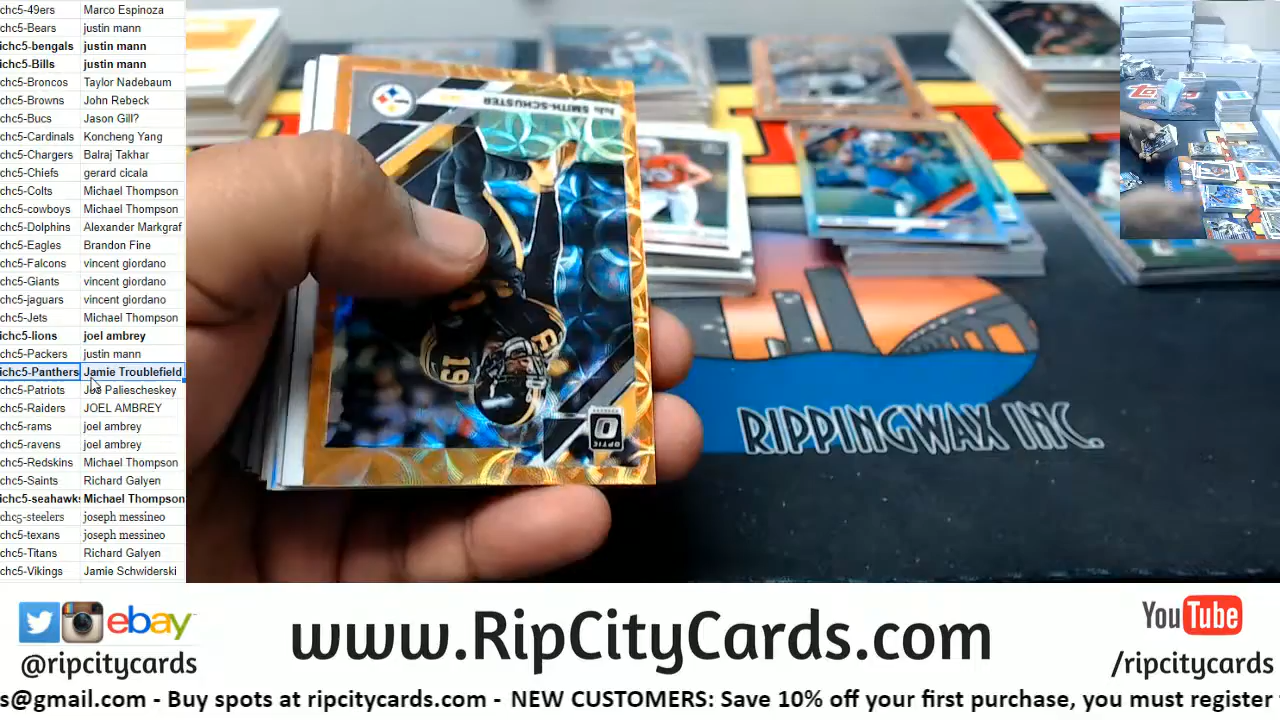 chc5-49ers Marco Espinoza
chc5-Bears justin mann
ichc5-bengals justin mann
ichc5-Bills justin mann
chc5-Broncos Taylor Nadebaum
chc5-Browns John Rebeck
chc5-Bucs Jason Gill?
chc5-Cardinals Koncheng Yang
chc5-Chargers Balraj Takhar
chc5-Chiefs gerard cicala
chc5-Colts Michael Thompson
chc5-cowboys Michael Thompson
chc5-Dolphins Alexander Markgraf
chc5-Eagles Brandon Fine
chc5-Falcons vincent giordano
chc5-Giants vincent giordano
chc5-jaguars vincent giordano
chc5-Jets Michael Thompson
ichc5-lions joel ambrey
chc5-Packers justin mann
ichc5-Panthers Jamie Troublefield
chc5-Patriots Joe Paliescheskey
chc5-Raiders JOEL AMBREY
chc5-rams joel ambrey
chc5-ravens joel ambrey
chc5-Redskins Michael Thompson
chc5-Saints Richard Galyen
ichc5-seahawks Michael Thompson
chc5-steelers joseph messineo
chc5-texans joseph messineo
chc5-Titans Richard Galyen
chc5-Vikings Jamie Schwiderski
JuJu SMITH-SCHUSTER
19
OPTIC
RIPPINGWAX INC.
ebay
@ripcitycards
www.RipCityCards.com
YouTube
/ripcitycards
s@gmail.com - Buy spots at ripcitycards.com - NEW CUSTOMERS: Save 10% off your first purchase, you must register